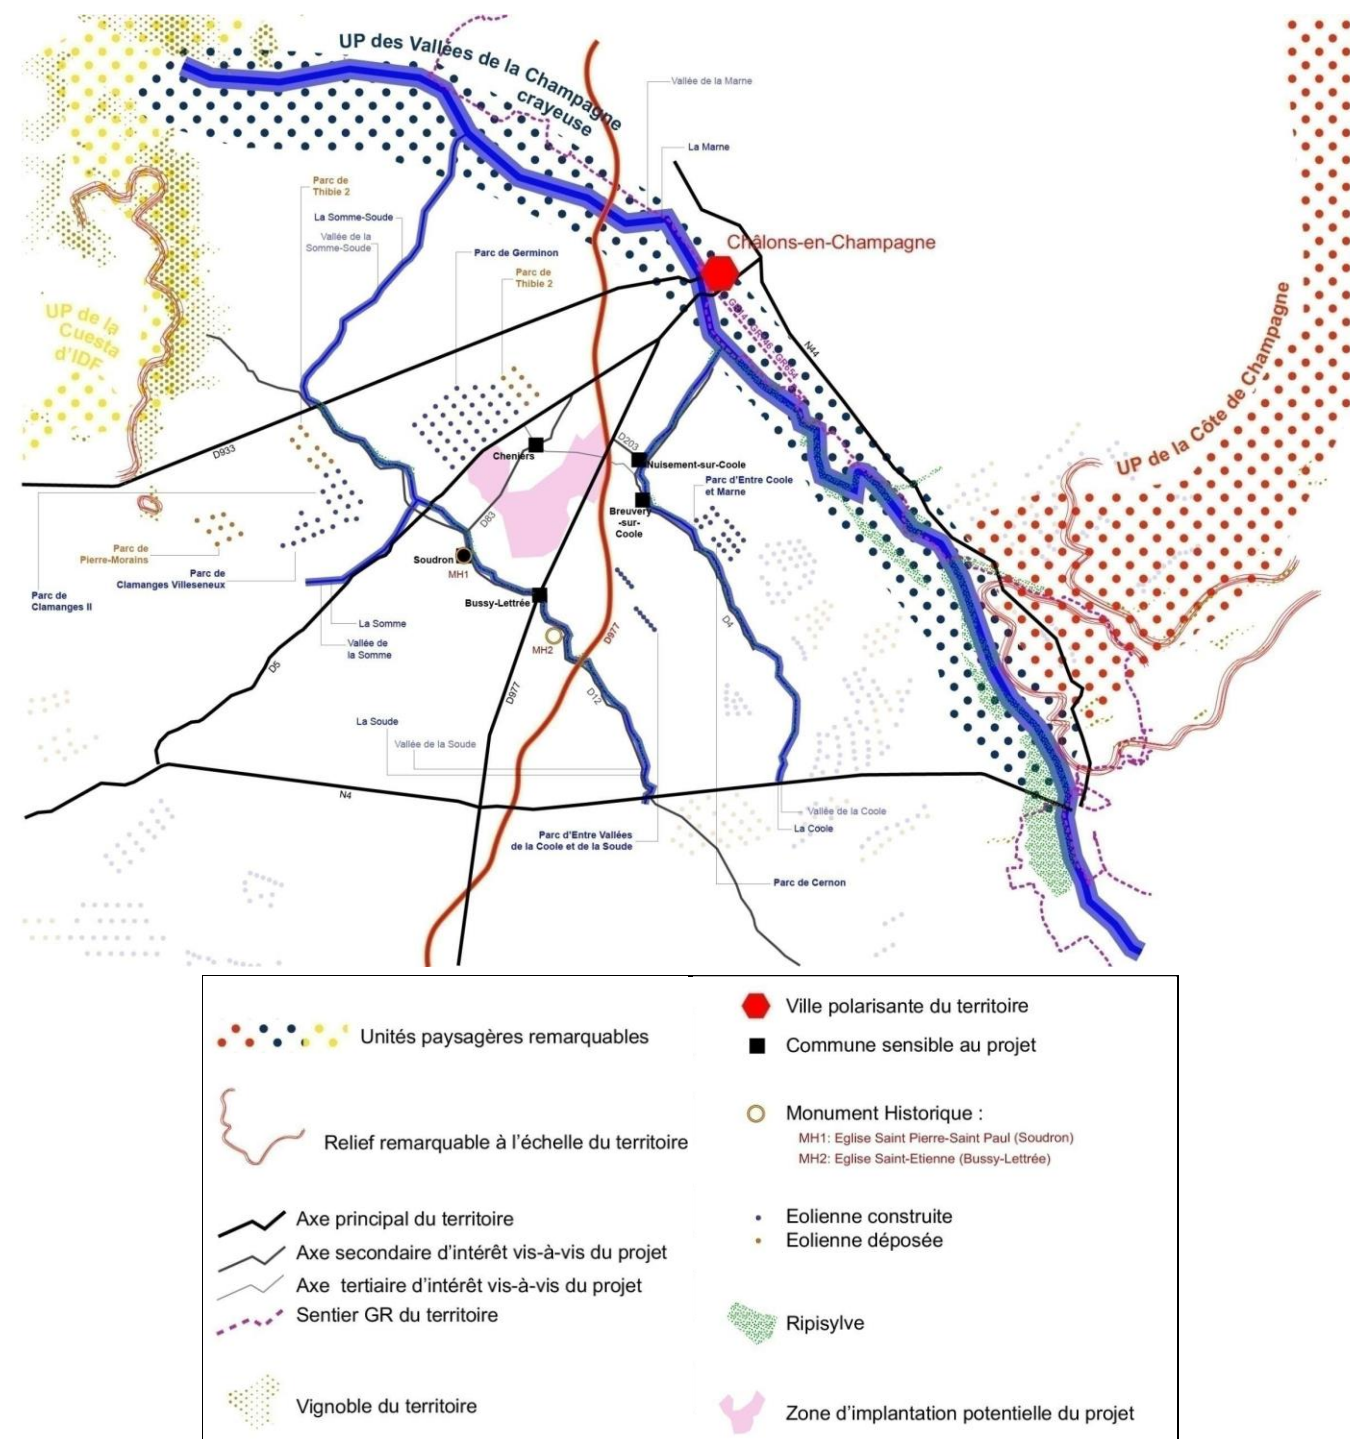 UP des Vallées de la Champagne
crayeuse
Vallée de la Marne
La Marne
Parc de
Thibie 2
La Somme-Soude
Vallée de la
Somme-Soude
Parc de Germinon
Parc de
Thibie 2
Châlons-en-Champagne
UP de la
Cuesta
d'IDF
GR14 - GR146 - GR654
N44
UP de la Côte de Champagne
D933
Cheniers
D203
Nuisement-sur-Coole
Parc d'Entre Coole
et Marne
Breuvery
-sur-
Coole
D83
Parc de
Pierre-Morains
Parc de
Clamanges Villeseneux
Parc de
Clamanges II
Soudron
MH1
Bussy-Lettrée
La Somme
Vallée de
la Somme
MH2
D977
D4
D5
D977
D12
La Soude
Vallée de la Soude
N4
Parc d'Entre Vallées
de la Coole et de la Soude
Vallée de la Coole
La Coole
Parc de Cernon
Unités paysagères remarquables
Relief remarquable à l'échelle du territoire
Axe principal du territoire
Axe secondaire d'intérêt vis-à-vis du projet
Axe tertiaire d'intérêt vis-à-vis du projet
Sentier GR du territoire
Vignoble du territoire
Ville polarisante du territoire
Commune sensible au projet
Monument Historique :
MH1: Eglise Saint Pierre-Saint Paul (Soudron)
MH2: Eglise Saint-Etienne (Bussy-Lettrée)
Eolienne construite
Eolienne déposée
Ripisylve
Zone d'implantation potentielle du projet